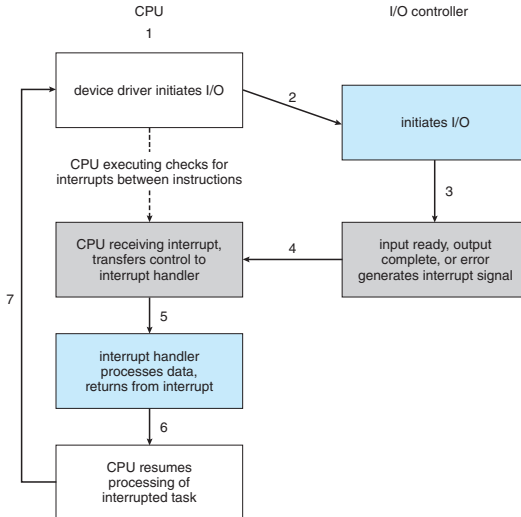 CPU
I/O controller
1
device driver initiates I/O
2
initiates I/O
CPU executing checks for
interrupts between instructions
3
CPU receiving interrupt,
transfers control to
interrupt handler
4
input ready, output
complete, or error
generates interrupt signal
7
5
interrupt handler
processes data,
returns from interrupt
6
CPU resumes
processing of
interrupted task